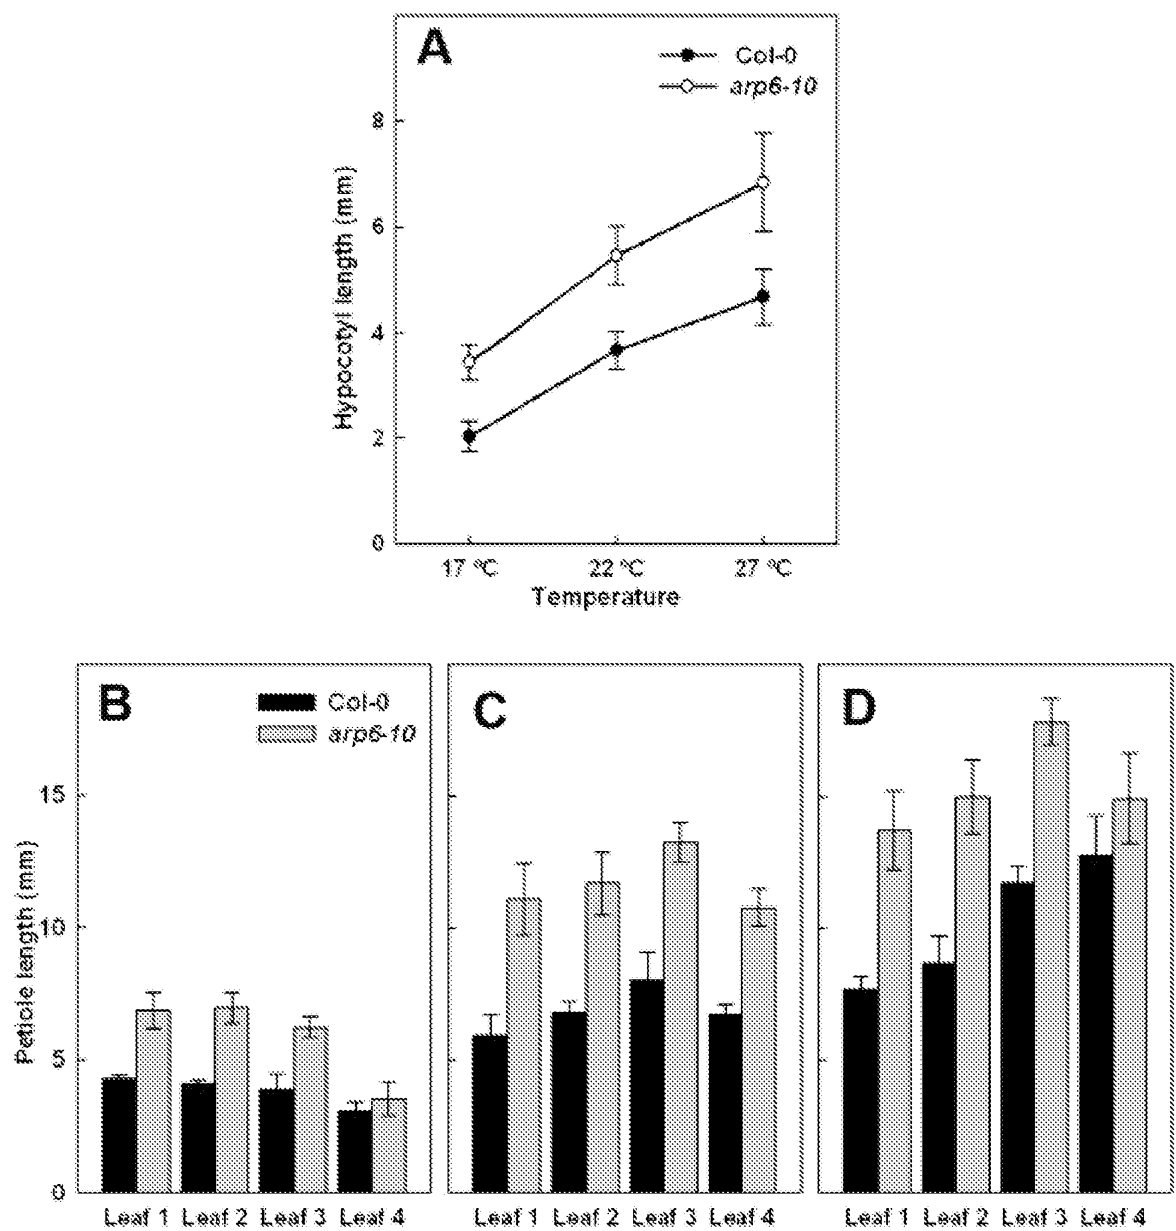 A
Col-0
arp6-10
8
6
4
2
0
Hypocotyl length (mm)
17 °C 22 °C 27 °C
Temperature
B
Col-0
arp6-10
C
D
15
10
5
0
Petiole length (mm)
Leaf 1 Leaf 2 Leaf 3 Leaf 4
Leaf 1 Leaf 2 Leaf 3 Leaf 4
Leaf 1 Leaf 2 Leaf 3 Leaf 4